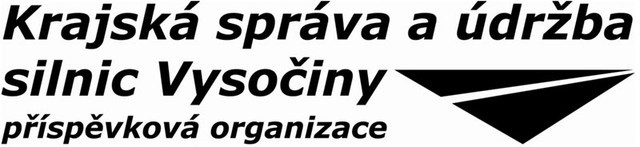 Krajská správa a údržba
silnic Vysočiny
příspěvková organizace